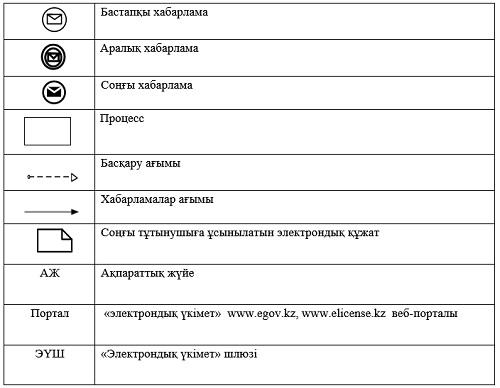 Бастапқы хабарлама
Аралық хабарлама
Соңғы хабарлама
Процесс
Басқару ағымы
Хабарламалар ағымы
Соңғы тұтынушыға ұсынылатын электрондық құжат
АЖ Ақпараттық жүйе
Портал «электрондық үкімет» www.egov.kz, www.elicense.kz веб-порталы
ЭҮШ «Электрондық үкімет» шлюзі